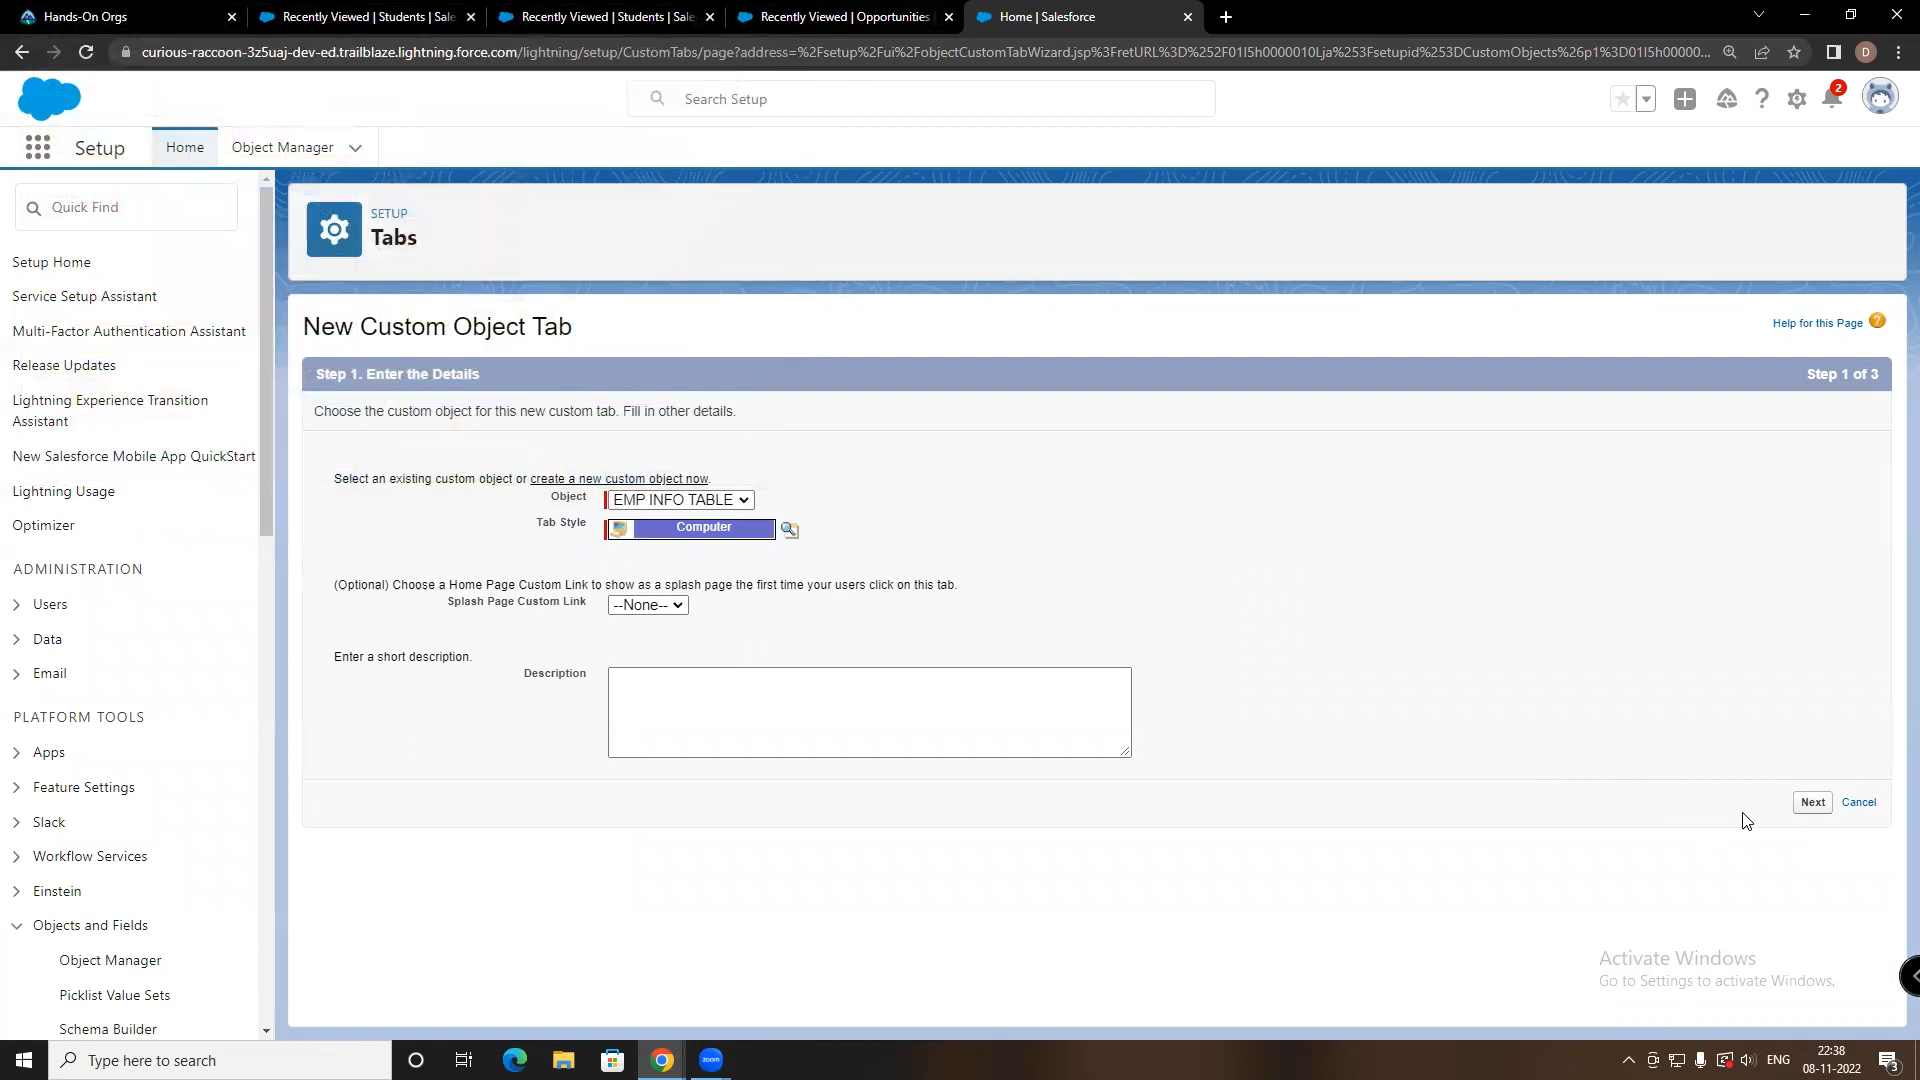 Hands-On Orgs
Recently Viewed | Students | Sale
Recently Viewed | Students | Sale
Recently Viewed | Opportunities
Home | Salesforce
curious-raccoon-3z5uaj-dev-ed.trailblaze.lightning.force.com/lightning/setup/CustomTabs/page?address=%2Fsetup%2Fui%2FobjectCustomTabWizard.jsp%3FretURL%3D%252F01I5h0000010Lja%253Fsetupid%253DCustomObjects%26p1%3D01I5h00000...
D
Search Setup
2
Setup
Home
Object Manager
Quick Find
Setup Home
Service Setup Assistant
Multi-Factor Authentication Assistant
Release Updates
Lightning Experience Transition
Assistant
New Salesforce Mobile App QuickStart
Lightning Usage
Optimizer
ADMINISTRATION
Users
Data
Email
PLATFORM TOOLS
Apps
Feature Settings
Slack
Workflow Services
Einstein
Objects and Fields
Object Manager
Picklist Value Sets
Schema Builder
SETUP
Tabs
New Custom Object Tab
Help for this Page ?
Step 1. Enter the Details
Step 1 of 3
Choose the custom object for this new custom tab. Fill in other details.
Select an existing custom object or create a new custom object now.
Object
EMP INFO TABLE
Tab Style
Computer
(Optional) Choose a Home Page Custom Link to show as a splash page the first time your users click on this tab.
Splash Page Custom Link
--None--
Enter a short description.
Description
Next
Cancel
Activate Windows
Go to Settings to activate Windows.
Type here to search
zoom
ENG
22:38
08-11-2022
3